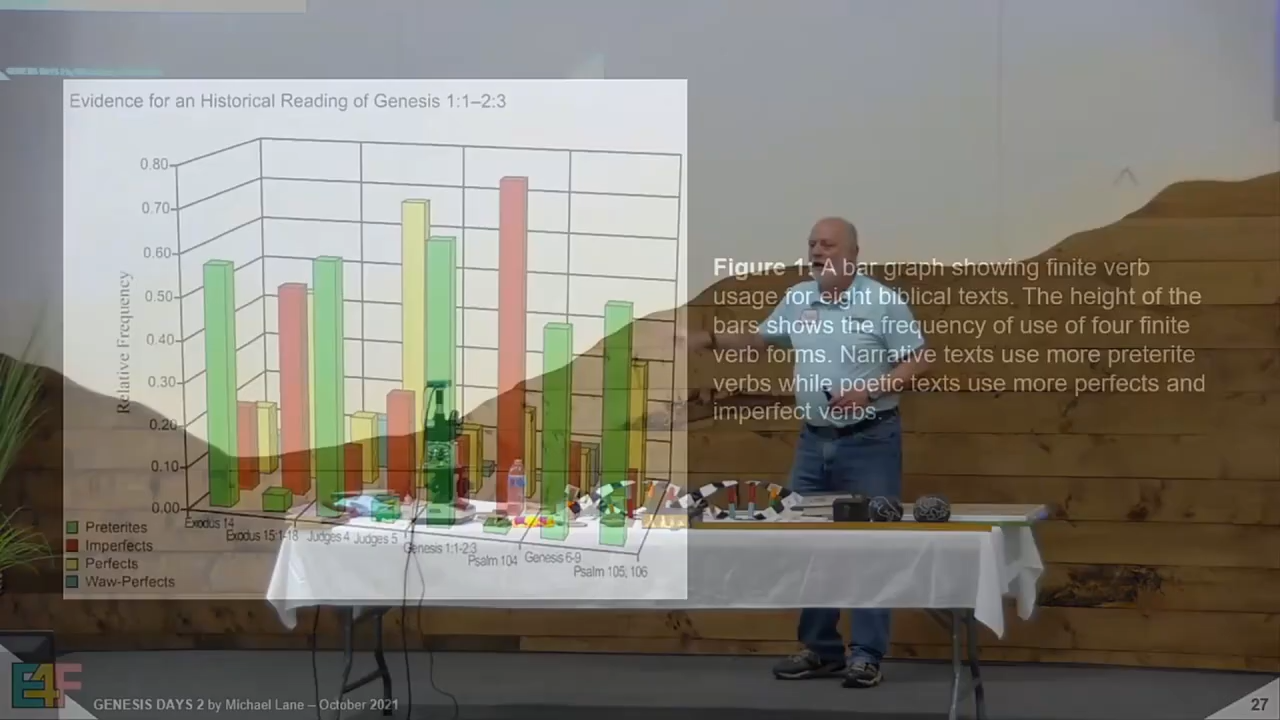 Evidence for an Historical Reading of Genesis 1:1–2:3
0.80
0.70
0.60
0.50
0.40
0.30
0.20
0.10
0.00
Relative Frequency
Exodus 14
Exodus 15:1-18
Judges 4
Judges 5
Genesis 1:1-2:3
Psalm 104
Genesis 6-9
Psalm 105; 106
Preterites
Imperfects
Perfects
Waw-Perfects
Figure 1: A bar graph showing finite verb
usage for eight biblical texts. The height of the
bars shows the frequency of use of four finite
verb forms. Narrative texts use more preterite
verbs while poetic texts use more perfects and
imperfect verbs.
E4F
GENESIS DAYS 2 by Michael Lane – October 2021
27